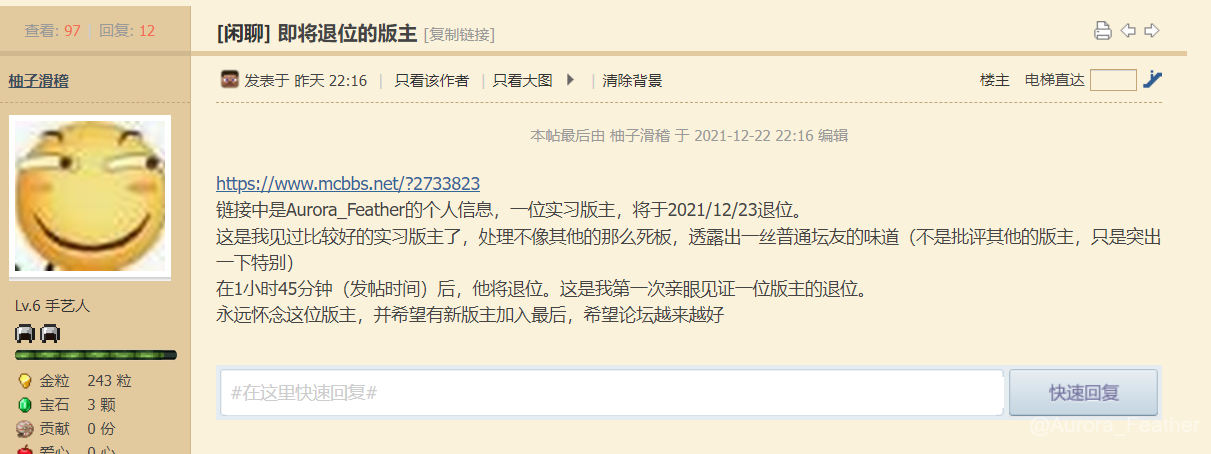 查看: 97 | 回复: 12
[闲聊] 即将退位的版主 [复制链接]
柚子滑稽
发表于 昨天 22:16 | 只看该作者 | 只看大图 | 清除背景
楼主 电梯直达
本帖最后由 柚子滑稽 于 2021-12-22 22:16 编辑
https://www.mcbbs.net/?2733823
链接中是Aurora_Feather的个人信息，一位实习版主，将于2021/12/23退位。
这是我见过比较好的实习版主了，处理不像其他的那么死板，透露出一丝普通坛友的味道（不是批评其他的版主，只是突出
一下特别）
在1小时45分钟（发帖时间）后，他将退位。这是我第一次亲眼见证一位版主的退位。
永远怀念这位版主，并希望有新版主加入最后，希望论坛越来越好
Lv.6 手艺人
金粒 243 粒
宝石 3 颗
贡献 0 份
爱心 0 心
#在这里快速回复#
快速回复
@Aurora_Feather